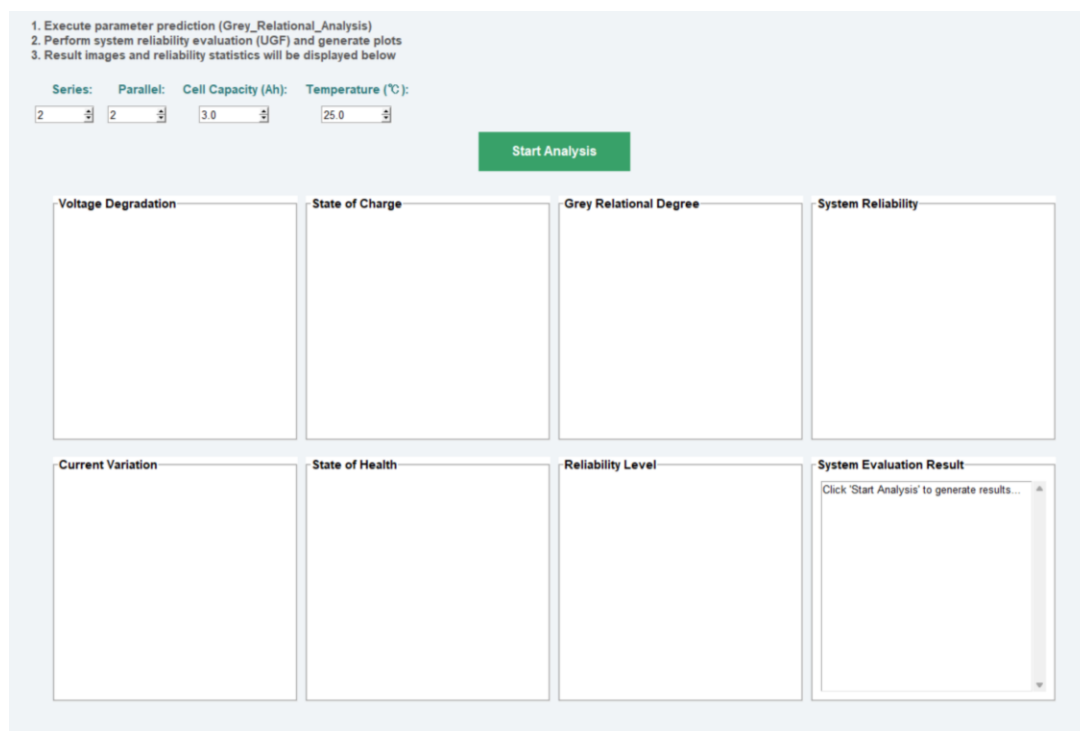 1. Execute parameter prediction (Grey_Relational_Analysis)
2. Perform system reliability evaluation (UGF) and generate plots
3. Result images and reliability statistics will be displayed below
Series: Parallel: Cell Capacity (Ah): Temperature (℃):
2 2 3.0 25.0
Start Analysis
Voltage Degradation State of Charge Grey Relational Degree System Reliability
Current Variation State of Health Reliability Level System Evaluation Result
Click 'Start Analysis' to generate results...